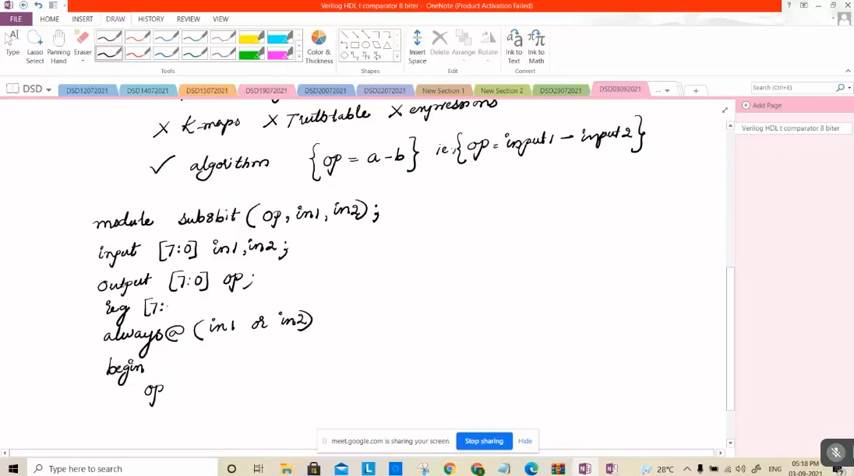 Verilog HDL t comparator 8 biter - OneNote (Product Activation Failed)
FILE HOME INSERT DRAW HISTORY REVIEW VIEW
Type Lasso Select Panning Hand Eraser Color & Thickness Insert Space Delete Arrange Rotate Ink to Text Ink to Math
Tools Shapes Edit Convert
DSD DSD12072021 DSD14072021 DSD15072021 DSD19072021 DSD20072021 New Section 1 New Section 2 DSD29072021 DSD03092021 Search (Ctrl+E)
Add Page
Verilog HDL t comparator 8 biter
X K-maps X Truthtable X expressions
✓ algorithm {op = a-b} ie., {op = input1 - input2}
module sub8bit (op, in1, in2);
input [7:0] in1, in2;
output [7:0] op;
reg [7:
always@ (in1 or in2)
begin
op
meet.google.com is sharing your screen. Stop sharing Hide
Type here to search
28°C
05:18 PM
03-09-2021